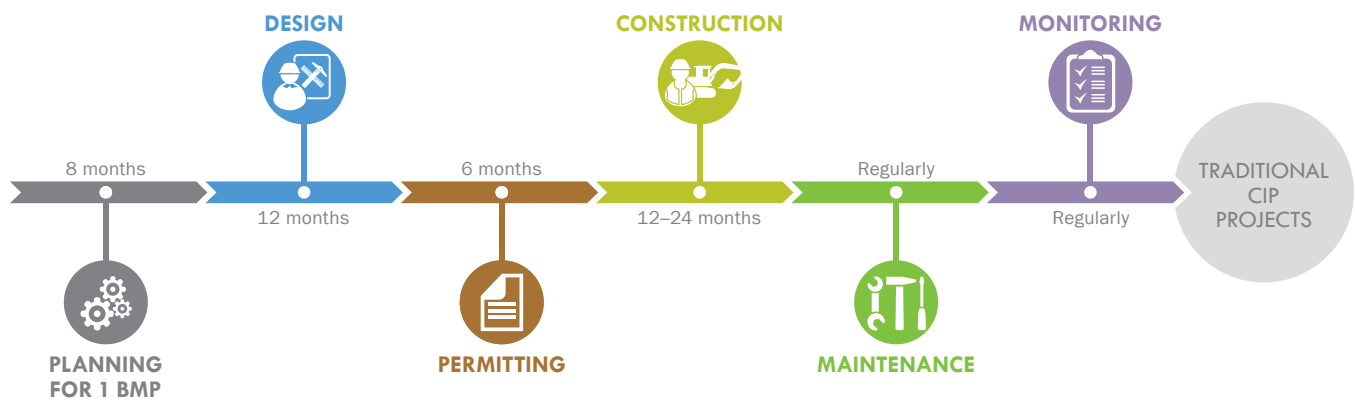 DESIGN
CONSTRUCTION
MONITORING
8 months
6 months
Regularly
12 months
12–24 months
Regularly
TRADITIONAL
CIP
PROJECTS
PLANNING
FOR 1 BMP
PERMITTING
MAINTENANCE